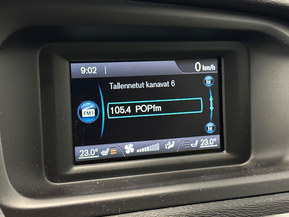 9:02
0 km/h
Tallennetut kanavat 6
FM1
105.4 POPfm
23.0°
23.0°